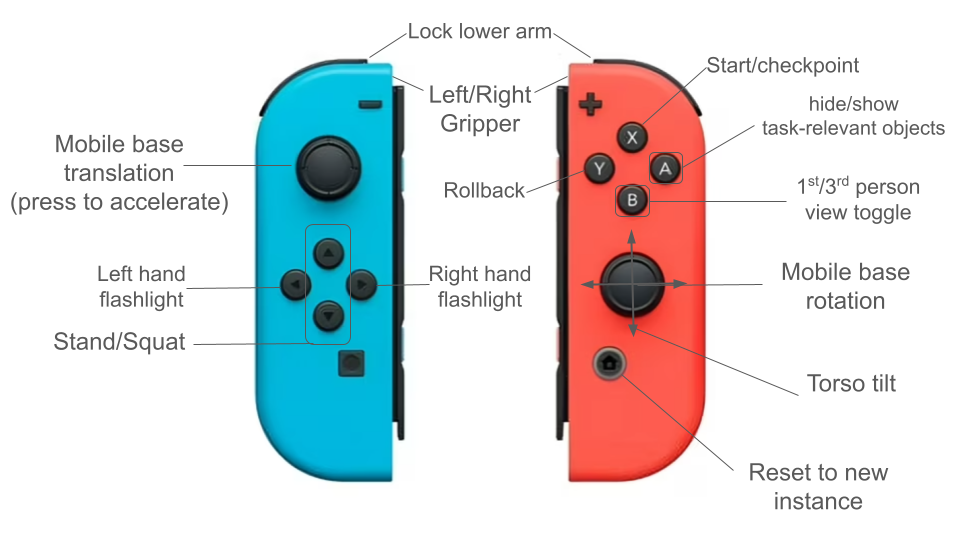 Lock lower arm
Left/Right
Gripper
Start/checkpoint
hide/show
task-relevant objects
X
Y
A
B
Mobile base
translation
(press to accelerate)
Rollback
1st/3rd person
view toggle
Left hand
flashlight
Right hand
flashlight
Mobile base
rotation
Stand/Squat
Torso tilt
Reset to new
instance